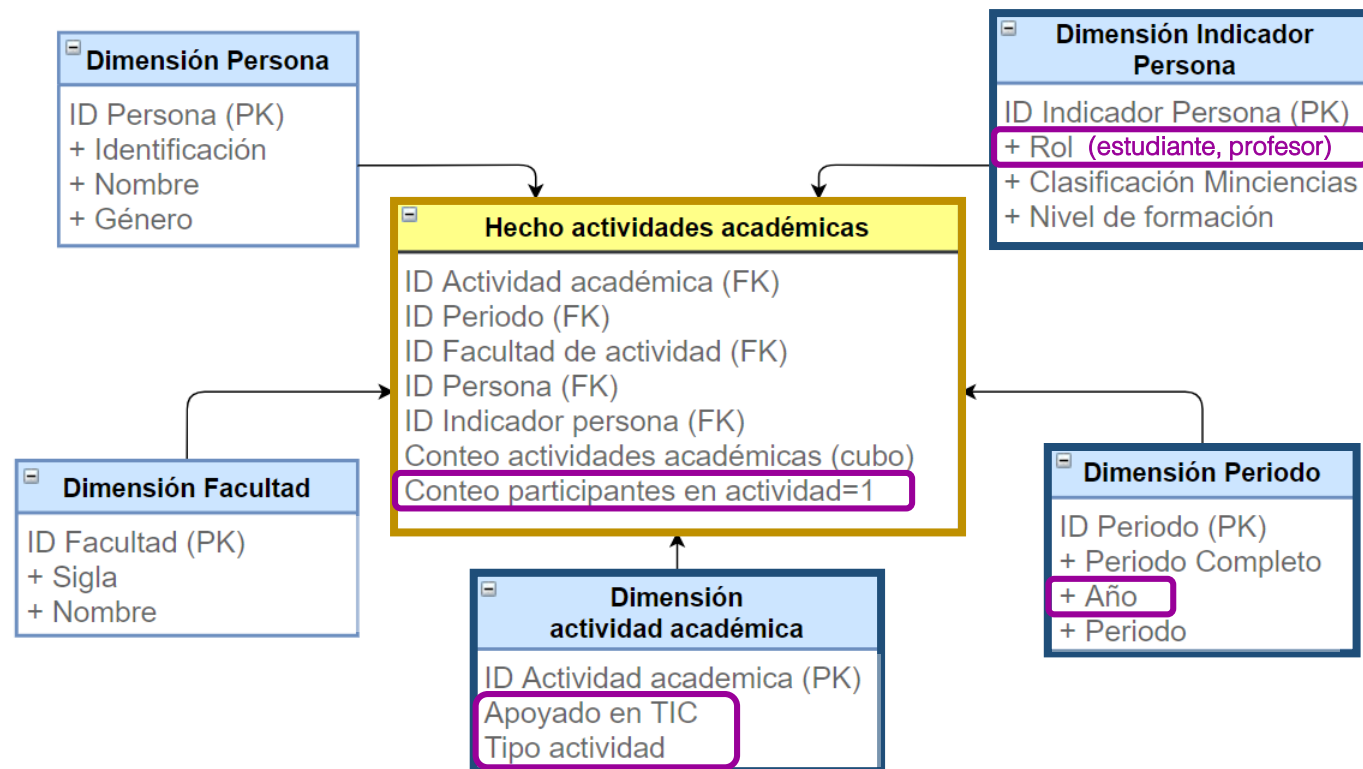 Dimensión Persona
ID Persona (PK)
+ Identificación
+ Nombre
+ Género
Dimensión Indicador
Persona
ID Indicador Persona (PK)
+ Rol (estudiante, profesor)
+ Clasificación Minciencias
+ Nivel de formación
Hecho actividades académicas
ID Actividad académica (FK)
ID Periodo (FK)
ID Facultad de actividad (FK)
ID Persona (FK)
ID Indicador persona (FK)
Conteo actividades académicas (cubo)
Conteo participantes en actividad=1
Dimensión Facultad
ID Facultad (PK)
+ Sigla
+ Nombre
Dimensión
actividad académica
ID Actividad academica (PK)
Apoyado en TIC
Tipo actividad
Dimensión Periodo
ID Periodo (PK)
+ Periodo Completo
+ Año
+ Periodo